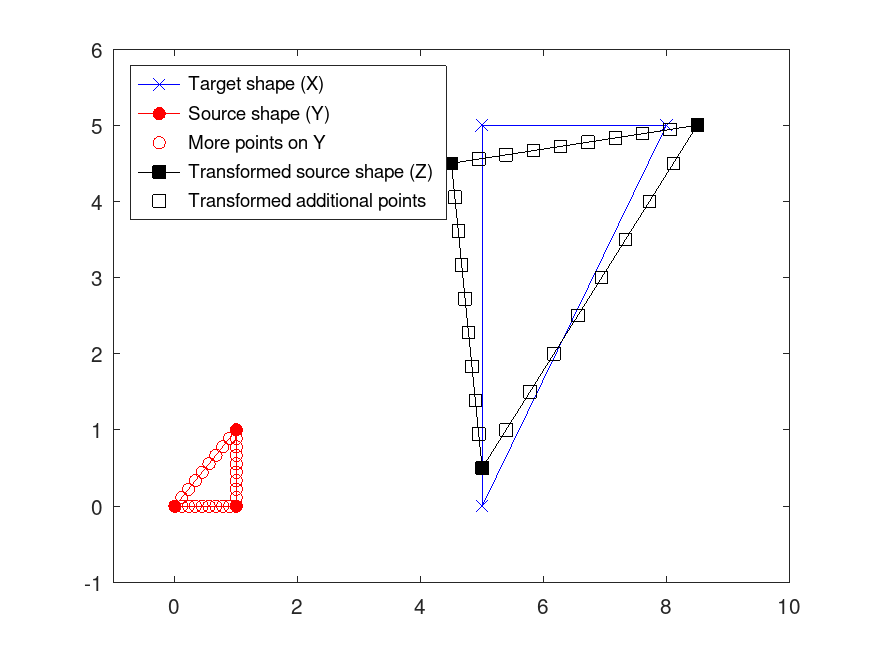 6
Target shape (X)
Source shape (Y)
More points on Y
Transformed source shape (Z)
Transformed additional points
5
4
3
2
1
0
-1
0 2 4 6 8 10